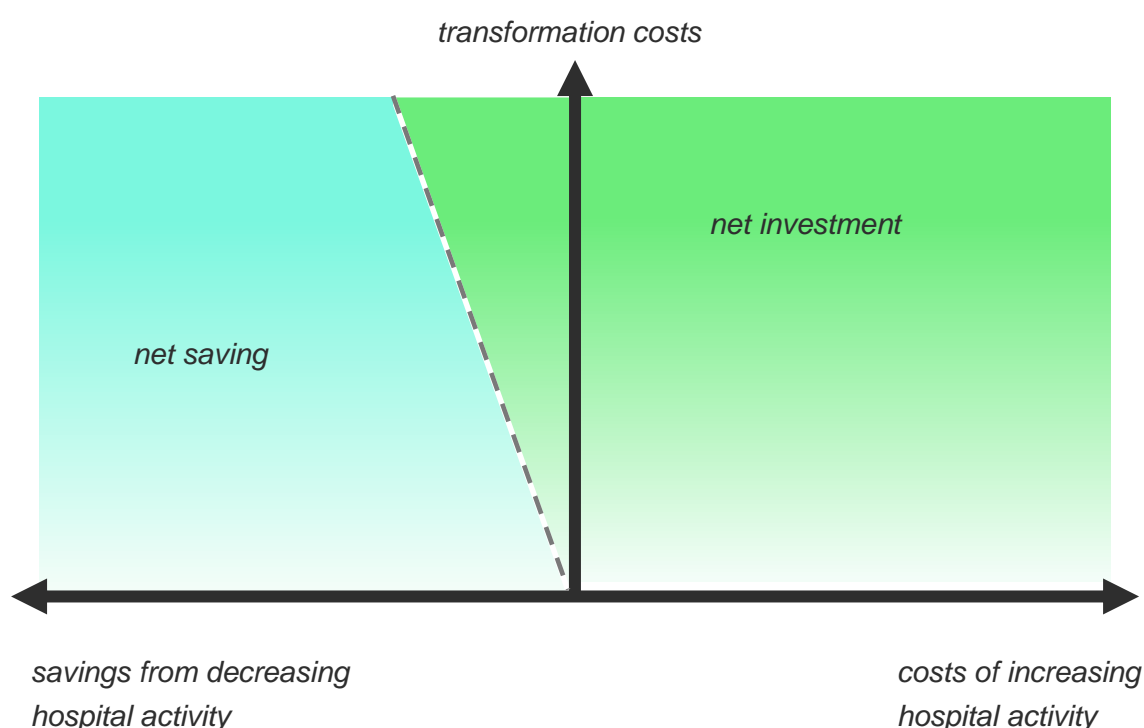 transformation costs
net investment
net saving
savings from decreasing
hospital activity
costs of increasing
hospital activity